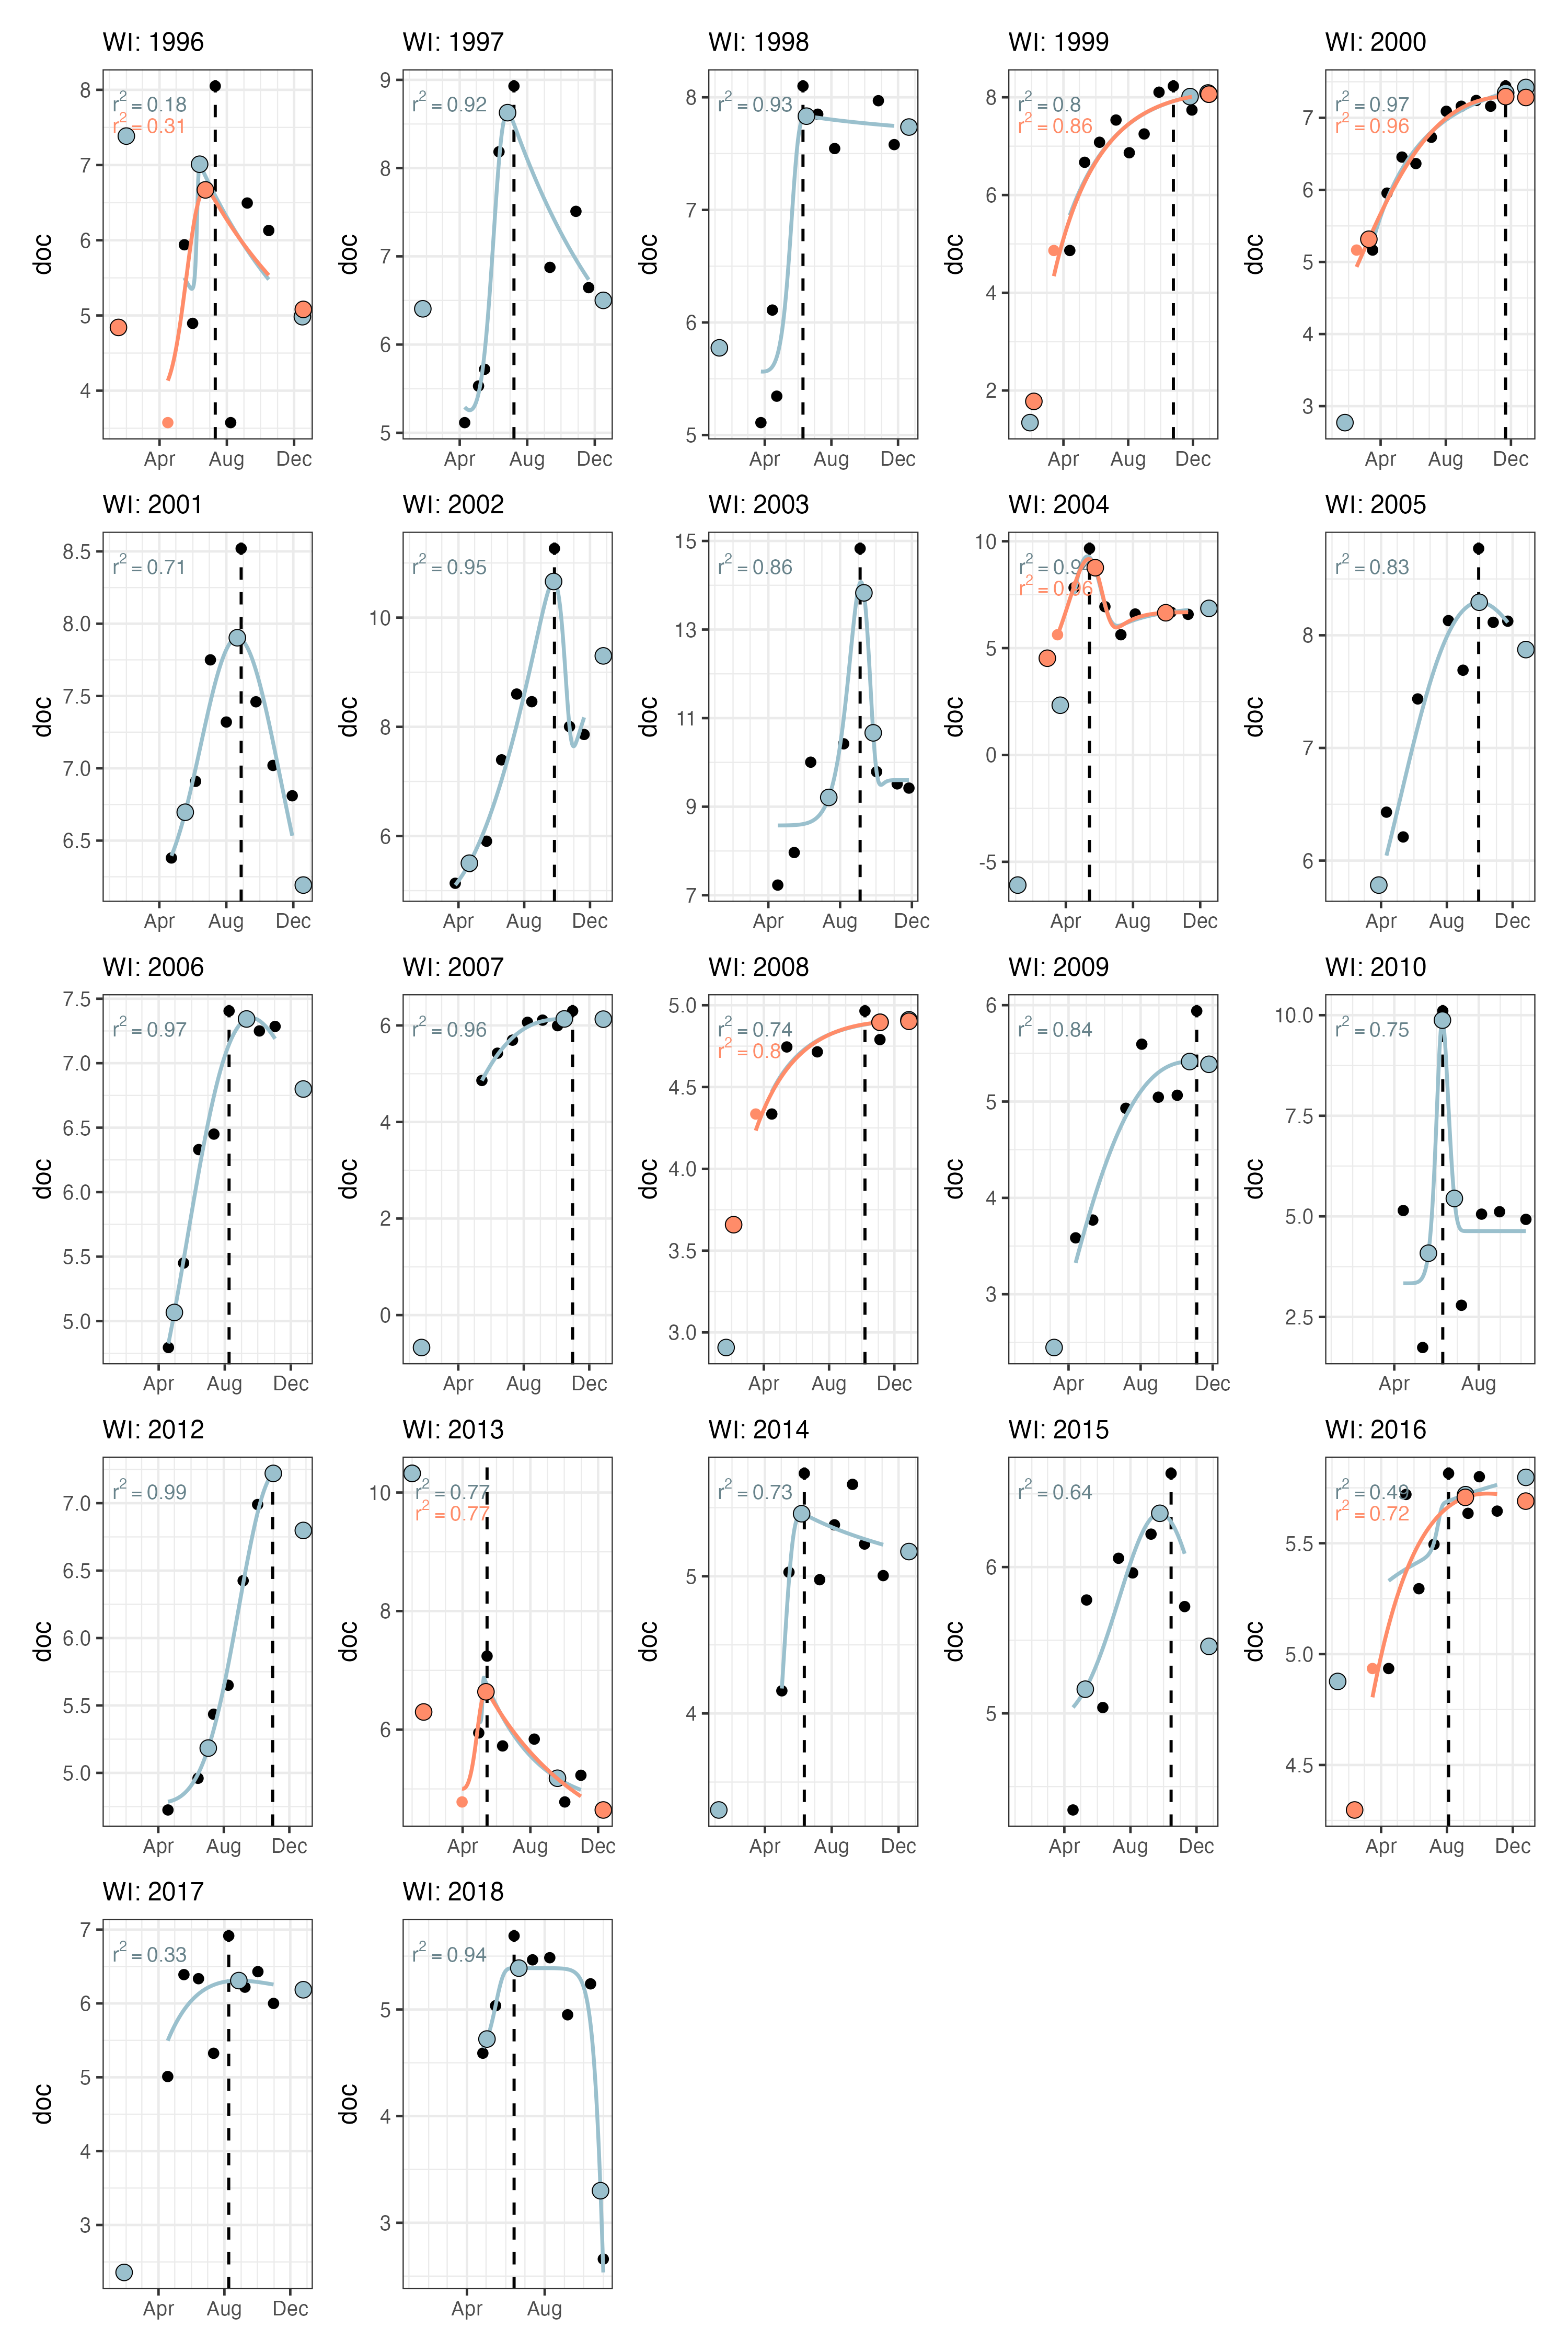 WI: 1996 WI: 1997 WI: 1998 WI: 1999 WI: 2000
8 7 6 5 4 doc r² = 0.18 r² = 0.31 Apr Aug Dec
9 8 7 6 5 doc r² = 0.92 Apr Aug Dec
8 7 6 5 doc r² = 0.93 Apr Aug Dec
8 6 4 2 doc r² = 0.8 r² = 0.86 Apr Aug Dec
7 6 5 4 3 doc r² = 0.97 r² = 0.96 Apr Aug Dec
WI: 2001 WI: 2002 WI: 2003 WI: 2004 WI: 2005
8.5 8.0 7.5 7.0 6.5 doc r² = 0.71 Apr Aug Dec
10 8 6 doc r² = 0.95 Apr Aug Dec
15 13 11 9 7 doc r² = 0.86 Apr Aug Dec
10 5 0 -5 doc r² = 0.9 r² = 0.96 Apr Aug Dec
8 7 6 doc r² = 0.83 Apr Aug Dec
WI: 2006 WI: 2007 WI: 2008 WI: 2009 WI: 2010
7.5 7.0 6.5 6.0 5.5 5.0 doc r² = 0.97 Apr Aug Dec
6 4 2 0 doc r² = 0.96 Apr Aug Dec
5.0 4.5 4.0 3.5 3.0 doc r² = 0.74 r² = 0.8 Apr Aug Dec
6 5 4 3 doc r² = 0.84 Apr Aug Dec
10.0 7.5 5.0 2.5 doc r² = 0.75 Apr Aug
WI: 2012 WI: 2013 WI: 2014 WI: 2015 WI: 2016
7.0 6.5 6.0 5.5 5.0 doc r² = 0.99 Apr Aug Dec
10 8 6 doc r² = 0.77 r² = 0.77 Apr Aug Dec
5 4 doc r² = 0.73 Apr Aug Dec
6 5 doc r² = 0.64 Apr Aug Dec
5.5 5.0 4.5 doc r² = 0.49 r² = 0.72 Apr Aug Dec
WI: 2017 WI: 2018
7 6 5 4 3 doc r² = 0.33 Apr Aug Dec
5 4 3 doc r² = 0.94 Apr Aug